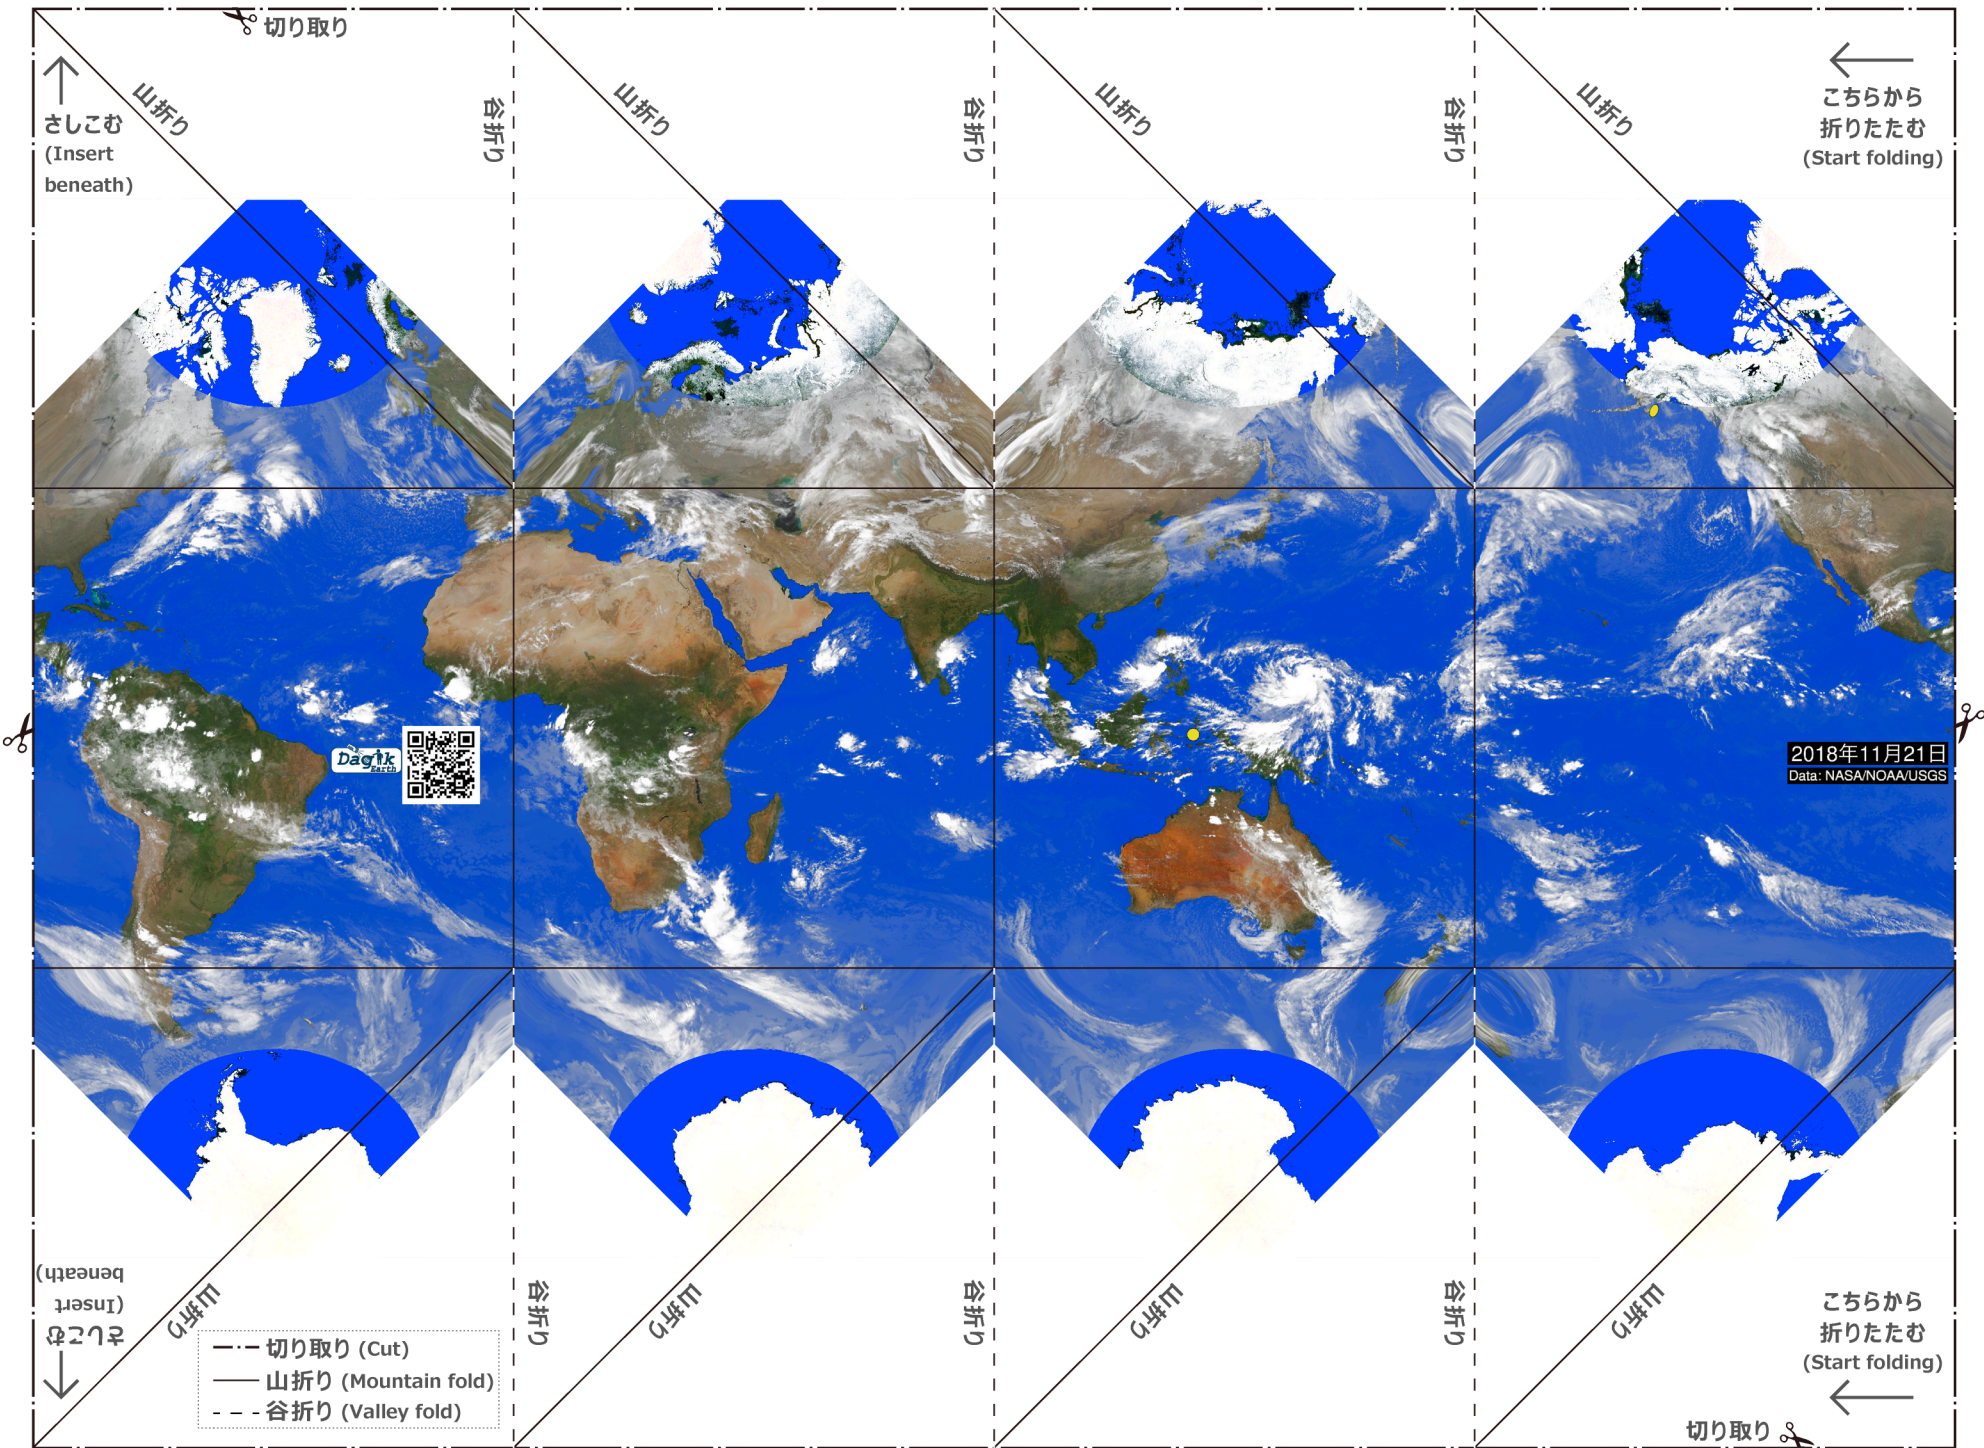 切り取り
山折り
谷折り
山折り
谷折り
山折り
谷折り
山折り
さしこむ
(Insert
beneath)
こちらから
折りたたむ
(Start folding)
Dagik
Earth
2018年11月21日
Data: NASA/NOAA/USGS
さしこむ
(Insert
beneath)
山折り
谷折り
山折り
谷折り
山折り
谷折り
山折り
こちらから
折りたたむ
(Start folding)
切り取り (Cut)
山折り (Mountain fold)
谷折り (Valley fold)
切り取り